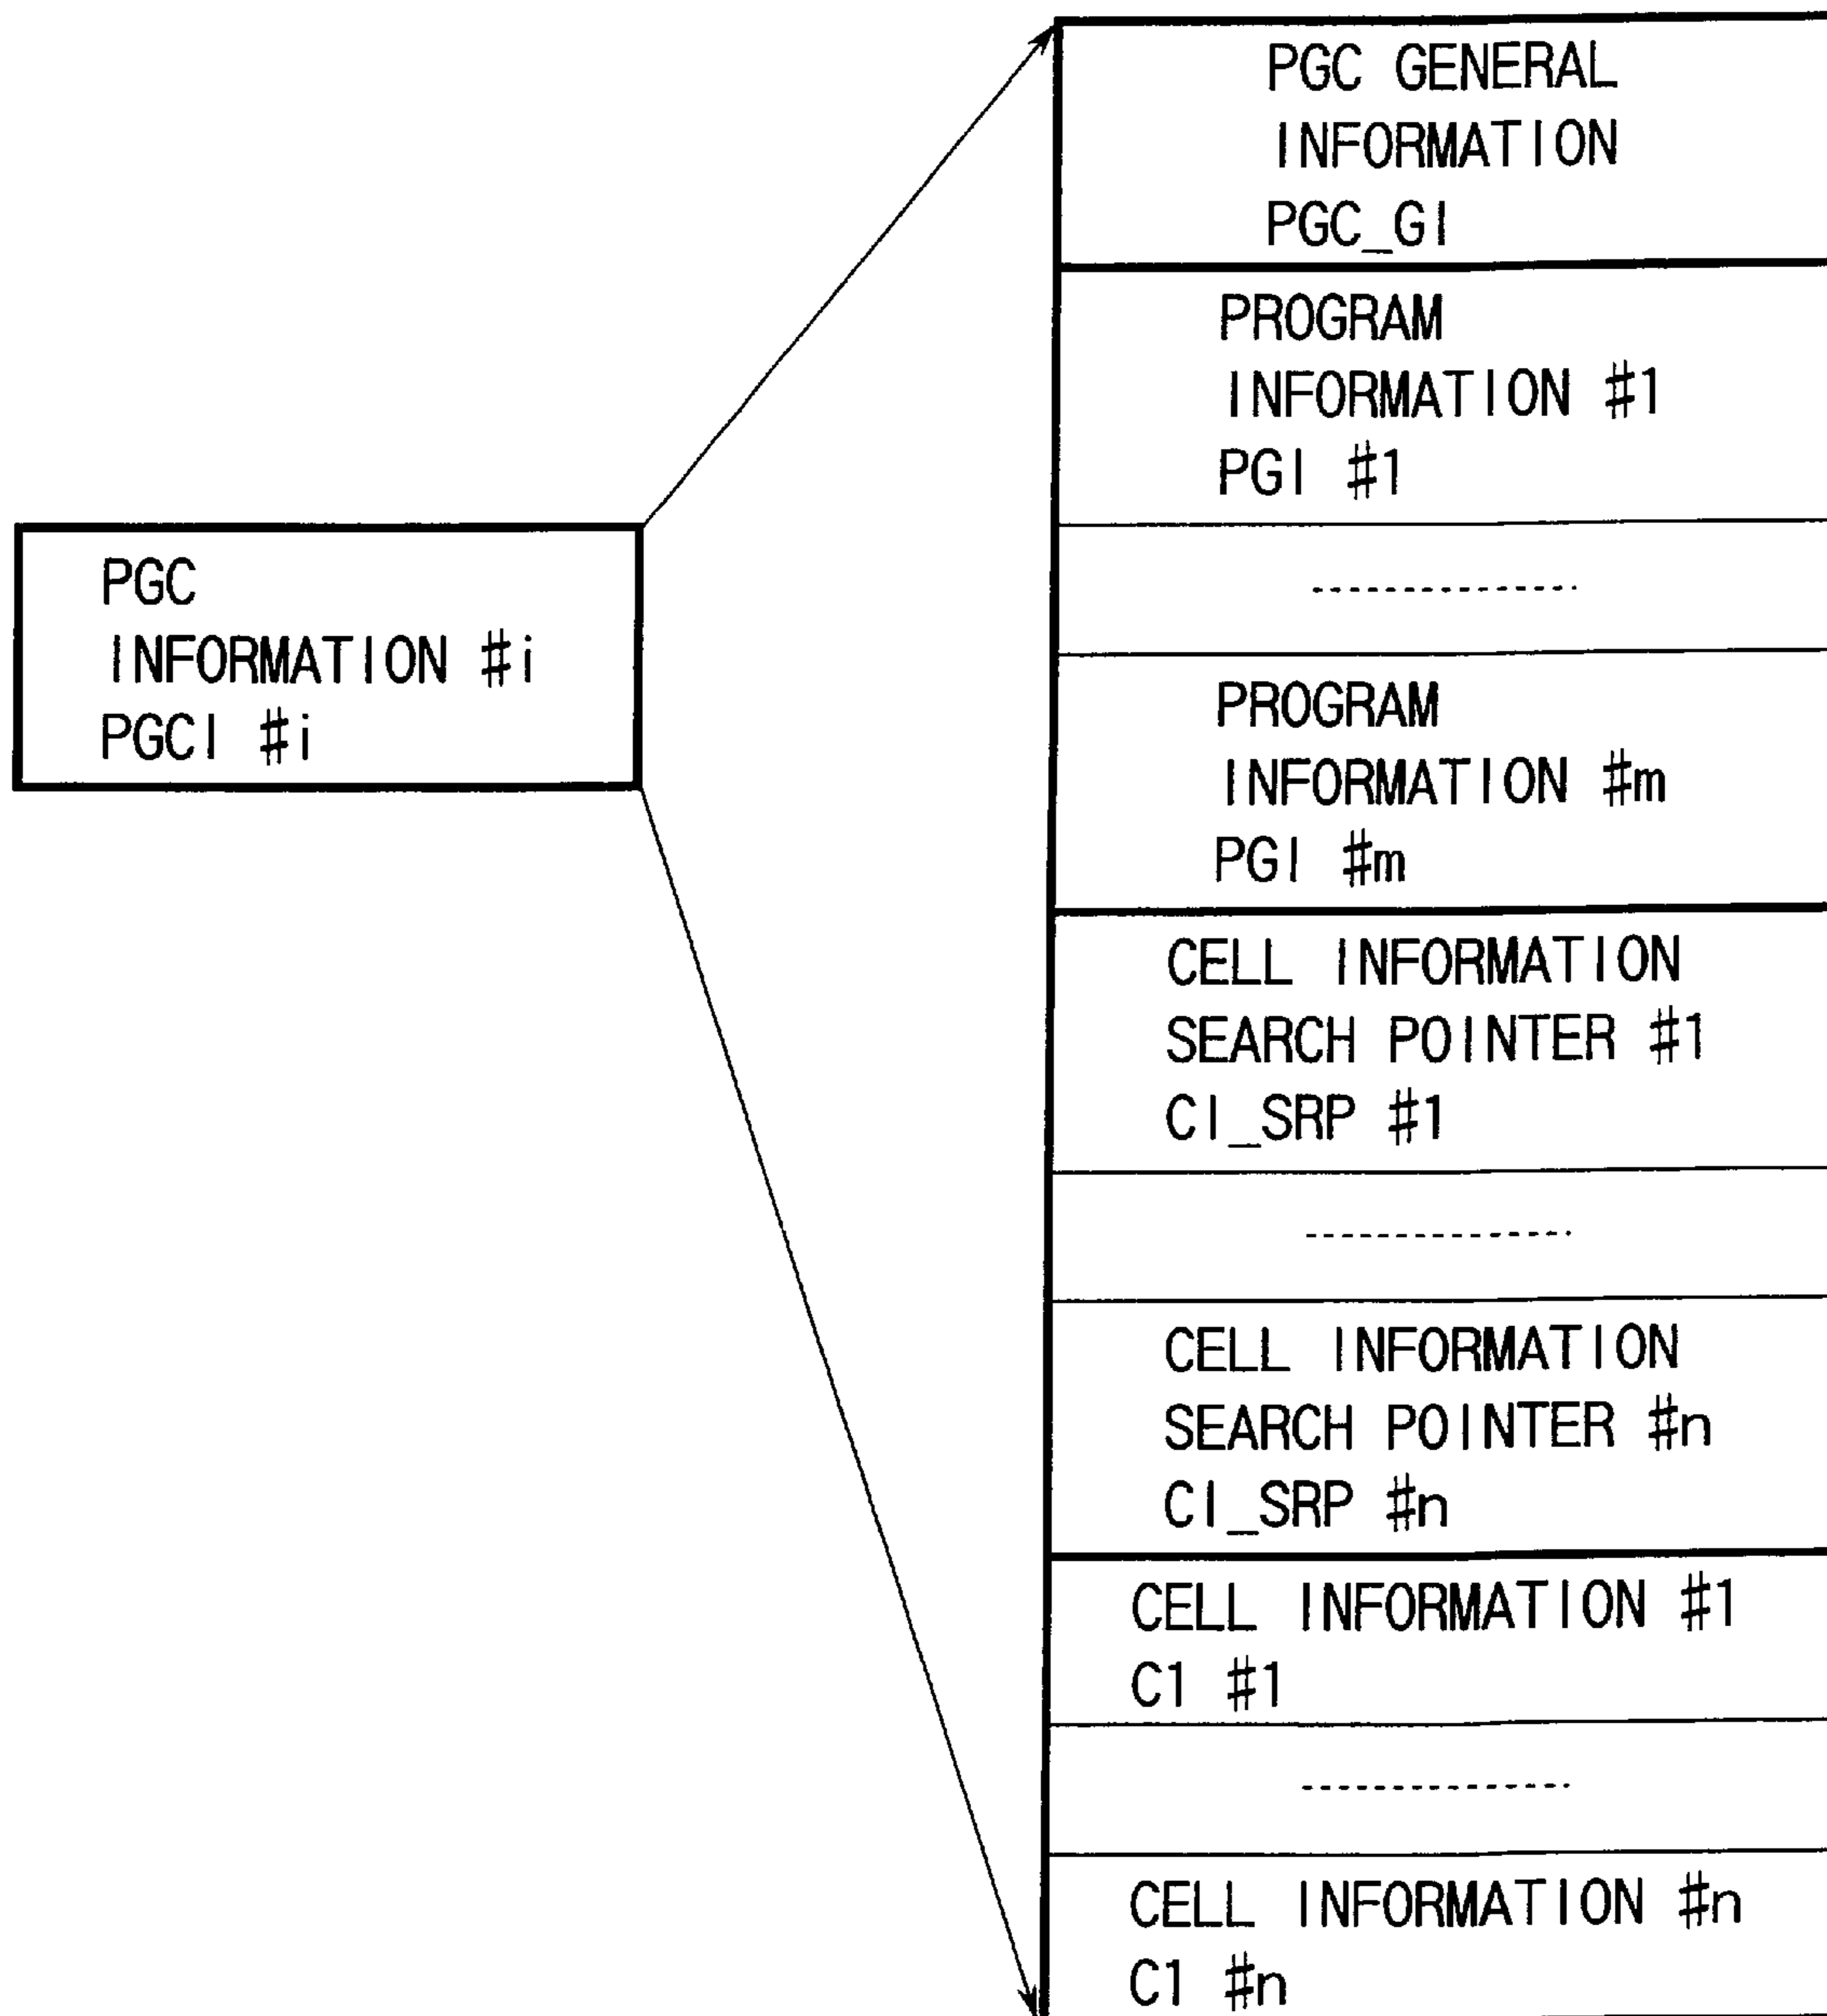 PGC
INFORMATION #i
PGCI #i
PGC GENERAL
INFORMATION
PGC_GI
PROGRAM
INFORMATION #1
PGI #1
PROGRAM
INFORMATION #m
PGI #m
CELL INFORMATION
SEARCH POINTER #1
CI_SRP #1
CELL INFORMATION
SEARCH POINTER #n
CI_SRP #n
CELL INFORMATION #1
C1 #1
CELL INFORMATION #n
C1 #n